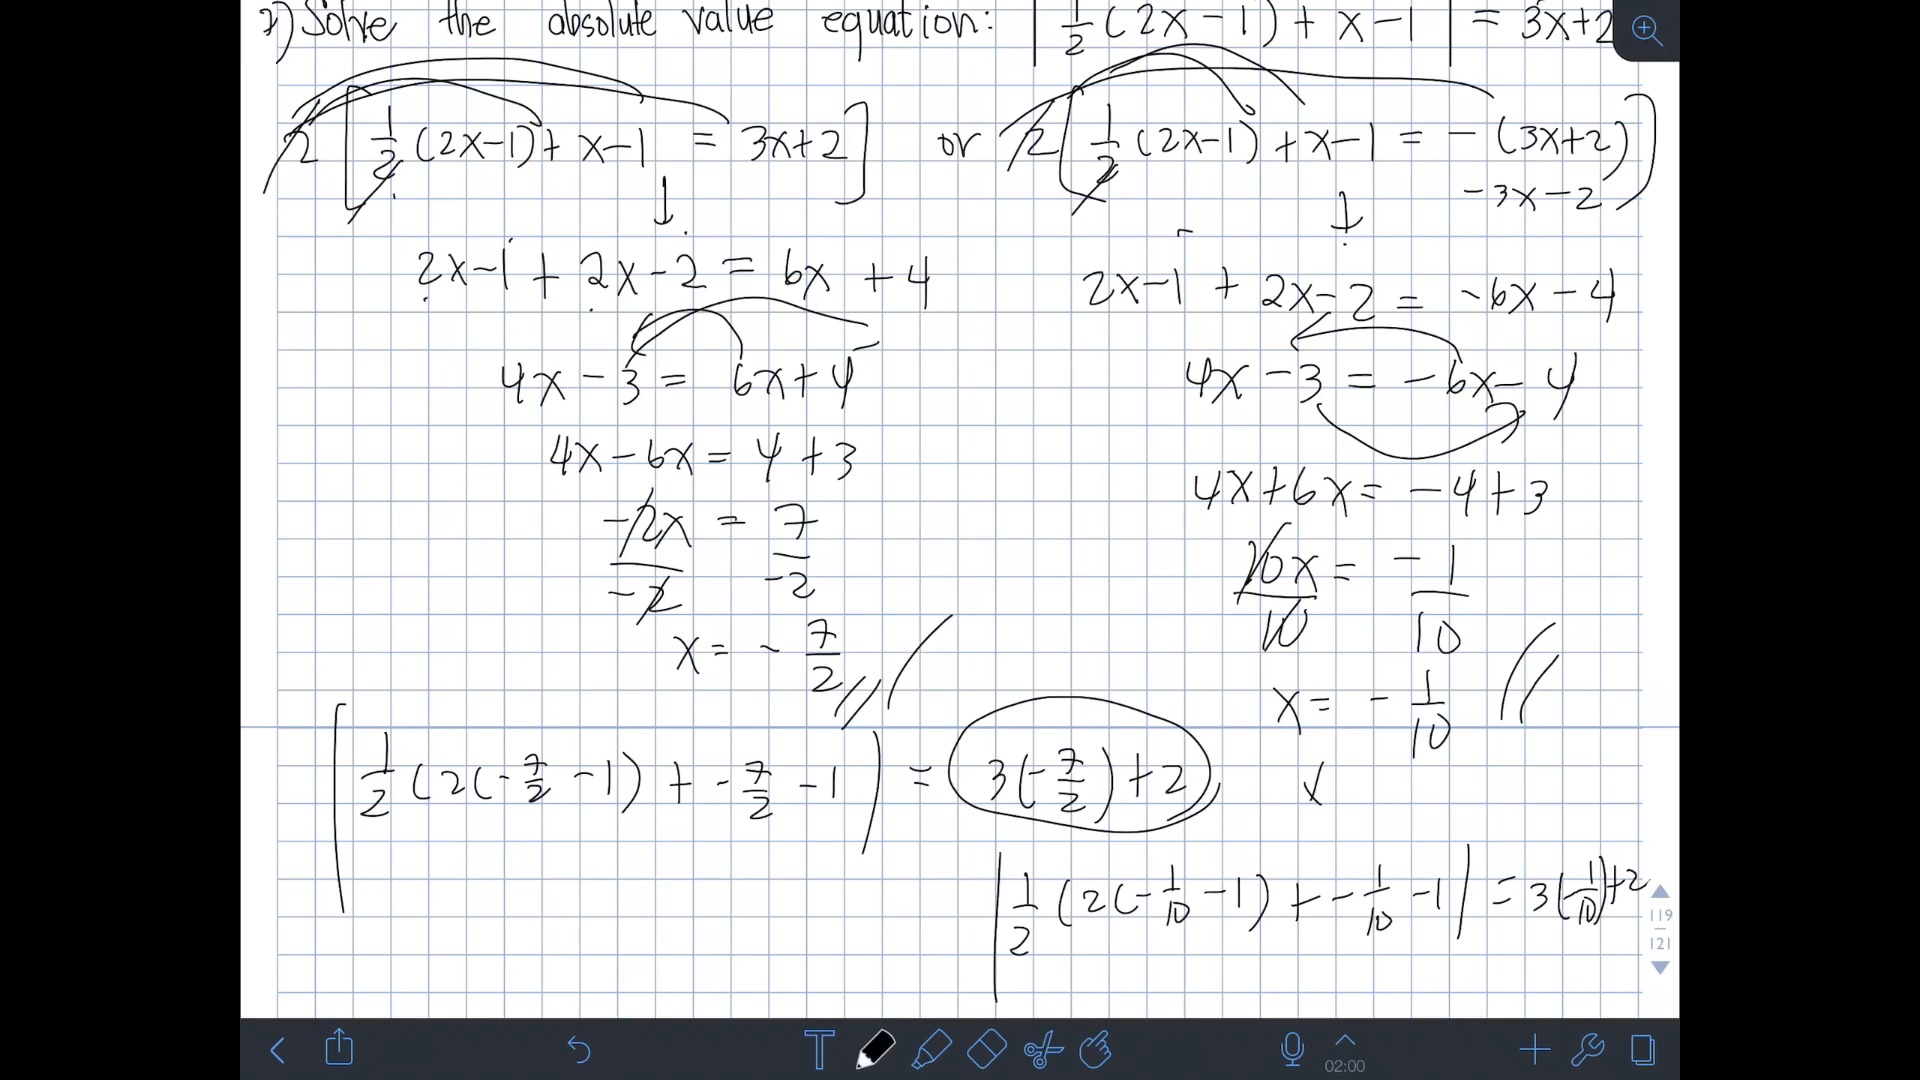 7) Solve the absolute value equation: | 1/2 (2x − 1) + x − 1 | = 3x+2
2 [ 1/2 (2x−1) + x−1 = 3x+2 ] or 2 [ 1/2 (2x−1) + x−1 = − (3x+2) ]
−3x−2
2x−1 + 2x−2 = 6x + 4
2x−1 + 2x−2 = −6x − 4
4x − 3 = 6x+4
4x − 3 = −6x − 4
4x − 6x = 4 + 3
4x + 6x = −4 + 3
−2x/−2 = 7/−2
10x/10 = −1/10
x = − 7/2
x = − 1/10
| 1/2 (2(−7/2 −1) + −7/2 −1 | = 3(−7/2) + 2
| 1/2 (2(−1/10 −1) + −1/10 −1 | = 3(−1/10)+2
119
121
T
02:00